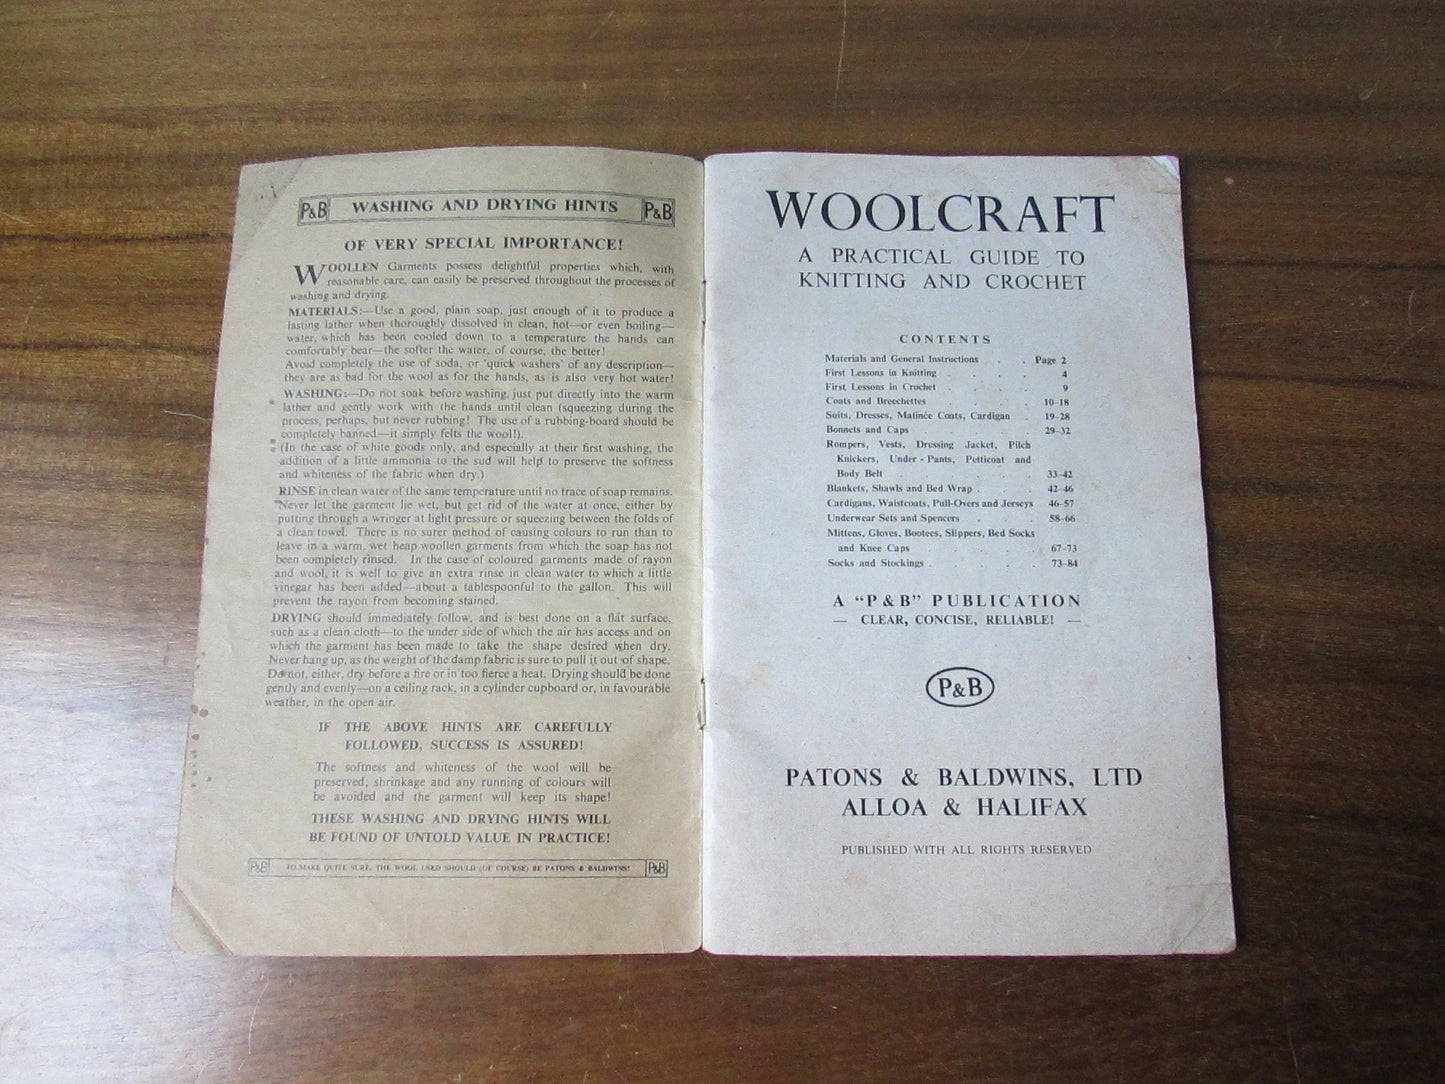 P&B WASHING AND DRYING HINTS P&B
OF VERY SPECIAL IMPORTANCE!
WOOLLEN Garments possess delightful properties which, with
reasonable care, can easily be preserved throughout the processes of
washing and drying.
MATERIALS:—Use a good, plain soap, just enough of it to produce a
lasting lather when thoroughly dissolved in clean, hot—or even boiling—
water, which has been cooled down to a temperature the hands can
comfortably bear—the softer the water, of course, the better!
Avoid completely the use of soda, or 'quick washers' of any description—
they are as bad for the wool as for the hands, as is also very hot water!
WASHING:—Do not soak before washing, just put directly into the warm
lather and gently work with the hands until clean (squeezing during the
process, perhaps, but never rubbing! The use of a rubbing-board should be
completely banned—it simply felts the wool!).
(In the case of white goods only, and especially at their first washing, the
addition of a little ammonia to the sud will help to preserve the softness
and whiteness of the fabric when dry.)
RINSE in clean water of the same temperature until no trace of soap remains.
Never let the garment lie wet, but get rid of the water at once, either by
putting through a wringer at light pressure or squeezing between the folds of
a clean towel. There is no surer method of causing colours to run than to
leave in a warm, wet heap woollen garments from which the soap has not
been completely rinsed. In the case of coloured garments made of rayon
and wool, it is well to give an extra rinse in clean water to which a little
vinegar has been added—about a tablespoonful to the gallon. This will
prevent the rayon from becoming stained.
DRYING should immediately follow, and is best done on a flat surface,
such as a clean cloth—to the under side of which the air has access and on
which the garment has been made to take the shape desired when dry.
Never hang up, as the weight of the damp fabric is sure to pull it out of shape.
Do not, either, dry before a fire or in too fierce a heat. Drying should be done
gently and evenly—on a ceiling rack, in a cylinder cupboard or, in favourable
weather, in the open air.
IF THE ABOVE HINTS ARE CAREFULLY
FOLLOWED, SUCCESS IS ASSURED!
The softness and whiteness of the wool will be
preserved, shrinkage and any running of colours will
be avoided and the garment will keep its shape!
THESE WASHING AND DRYING HINTS WILL
BE FOUND OF UNTOLD VALUE IN PRACTICE!
P&B TO MAKE QUITE SURE, THE WOOL USED SHOULD (OF COURSE) BE PATONS & BALDWINS! P&B
WOOLCRAFT
A PRACTICAL GUIDE TO
KNITTING AND CROCHET
CONTENTS
Materials and General Instructions . . Page 2
First Lessons in Knitting . . . . 4
First Lessons in Crochet . . . . 9
Coats and Breechettes . . . . 10-18
Suits, Dresses, Matinée Coats, Cardigan . 19-28
Bonnets and Caps . . . . . 29-32
Rompers, Vests, Dressing Jacket, Pilch
Knickers, Under-Pants, Petticoat and
Body Belt . . . . . . 33-42
Blankets, Shawls and Bed Wrap . . . 42-46
Cardigans, Waistcoats, Pull-Overs and Jerseys 46-57
Underwear Sets and Spencers . . . 58-66
Mittens, Gloves, Bootees, Slippers, Bed Socks
and Knee Caps . . . . . 67-73
Socks and Stockings . . . . . 73-84
A "P & B" PUBLICATION
— CLEAR, CONCISE, RELIABLE! —
P&B
PATONS & BALDWINS, LTD
ALLOA & HALIFAX
PUBLISHED WITH ALL RIGHTS RESERVED